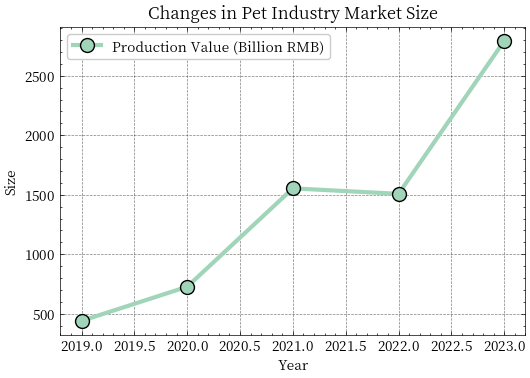 Changes in Pet Industry Market Size
Production Value (Billion RMB)
2500
2000
1500
1000
500
Size
2019.0 2019.5 2020.0 2020.5 2021.0 2021.5 2022.0 2022.5 2023.0
Year